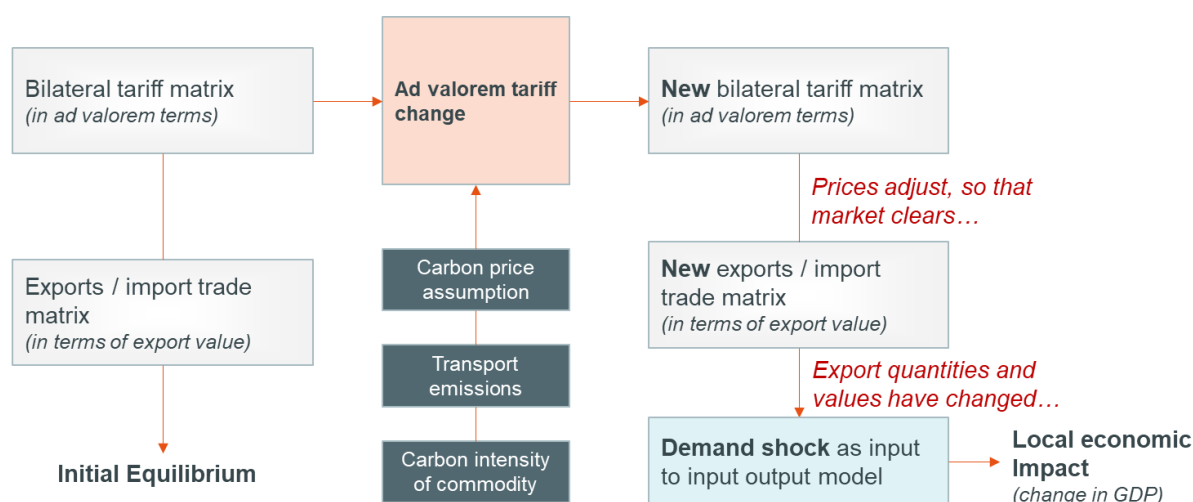 Bilateral tariff matrix
(in ad valorem terms)
Ad valorem tariff
change
New bilateral tariff matrix
(in ad valorem terms)
Prices adjust, so that
market clears…
Exports / import trade
matrix
(in terms of export value)
Carbon price
assumption
New exports / import
trade matrix
(in terms of export value)
Transport
emissions
Export quantities and
values have changed…
Initial Equilibrium
Carbon intensity
of commodity
Demand shock as input
to input output model
Local economic
Impact
(change in GDP)